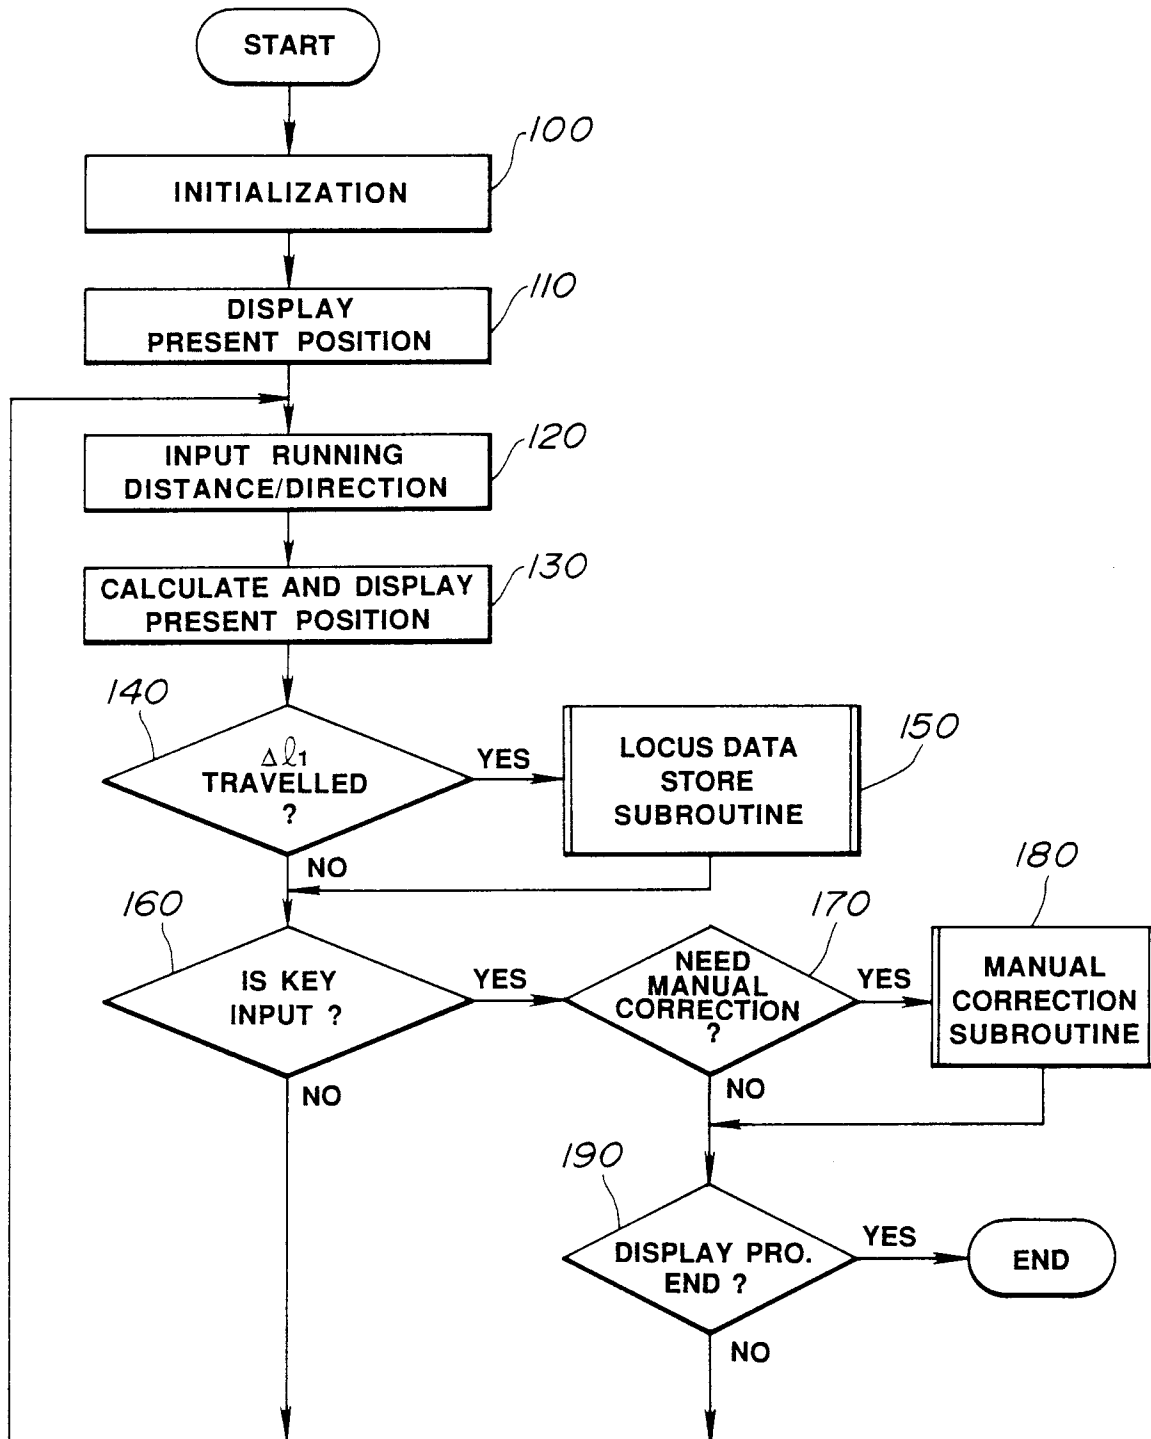 START
100
INITIALIZATION
110
DISPLAY
PRESENT POSITION
120
INPUT RUNNING
DISTANCE/DIRECTION
130
CALCULATE AND DISPLAY
PRESENT POSITION
140
Δℓ1
TRAVELLED
?
YES
NO
150
LOCUS DATA
STORE
SUBROUTINE
160
IS KEY
INPUT ?
YES
NO
170
NEED
MANUAL
CORRECTION
?
YES
NO
180
MANUAL
CORRECTION
SUBROUTINE
190
DISPLAY PRO.
END ?
YES
NO
END